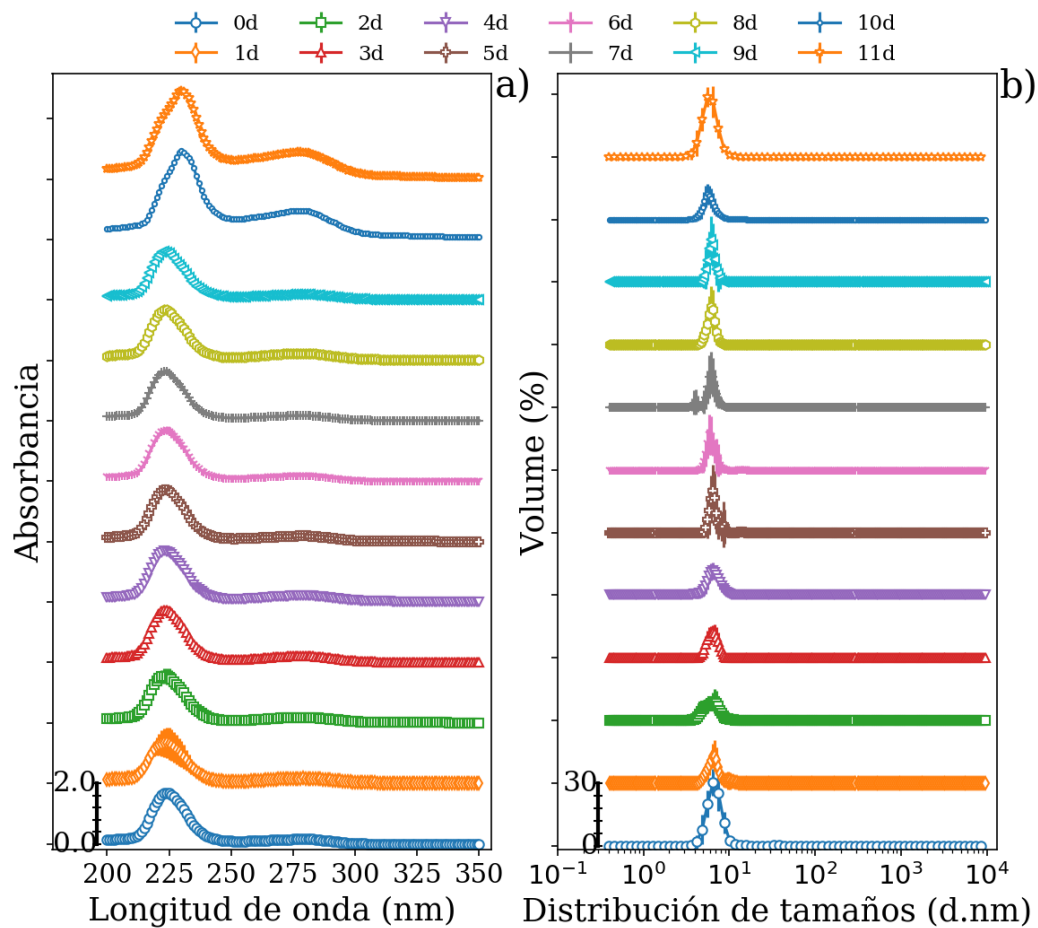 0d 2d 4d 6d 8d 10d
1d 3d 5d 7d 9d 11d
a)
b)
Absorbancia
2.0
0.0
200 225 250 275 300 325 350
Longitud de onda (nm)
Volume (%)
30
0
10⁻¹ 10⁰ 10¹ 10² 10³ 10⁴
Distribución de tamaños (d.nm)